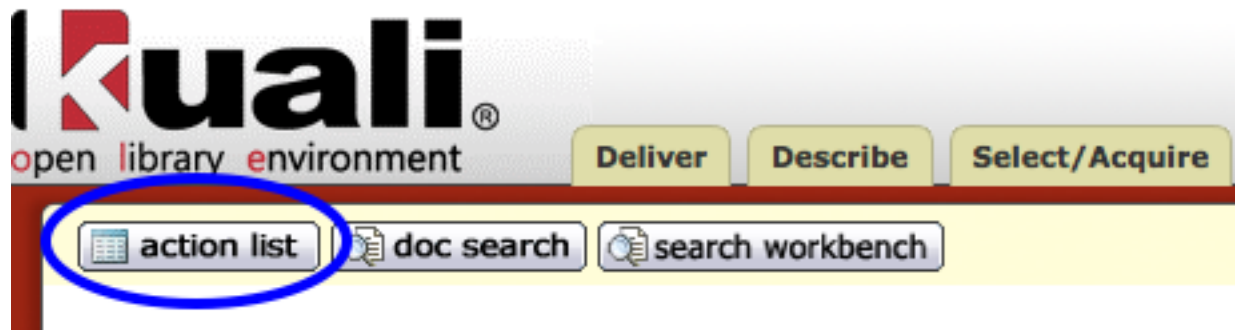 kuali®
open library environment
Deliver Describe Select/Acquire
action list doc search search workbench